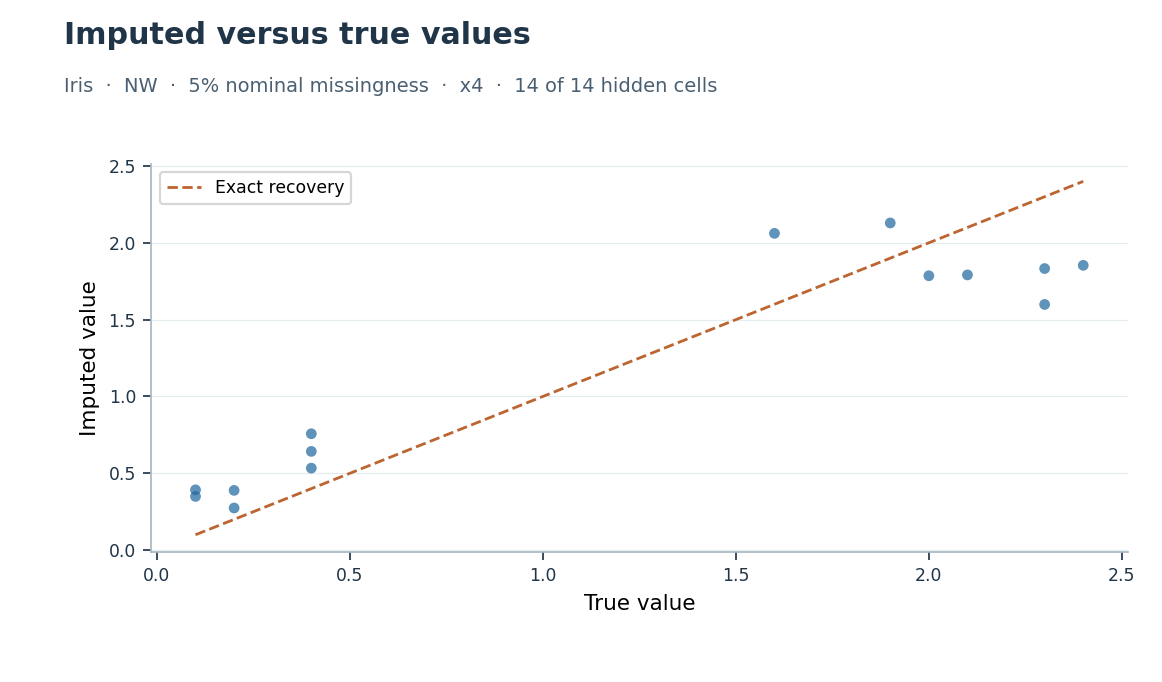 Imputed versus true values
Iris · NW · 5% nominal missingness · x4 · 14 of 14 hidden cells
2.5
Exact recovery
2.0
1.5
1.0
0.5
0.0
Imputed value
0.0 0.5 1.0 1.5 2.0 2.5
True value